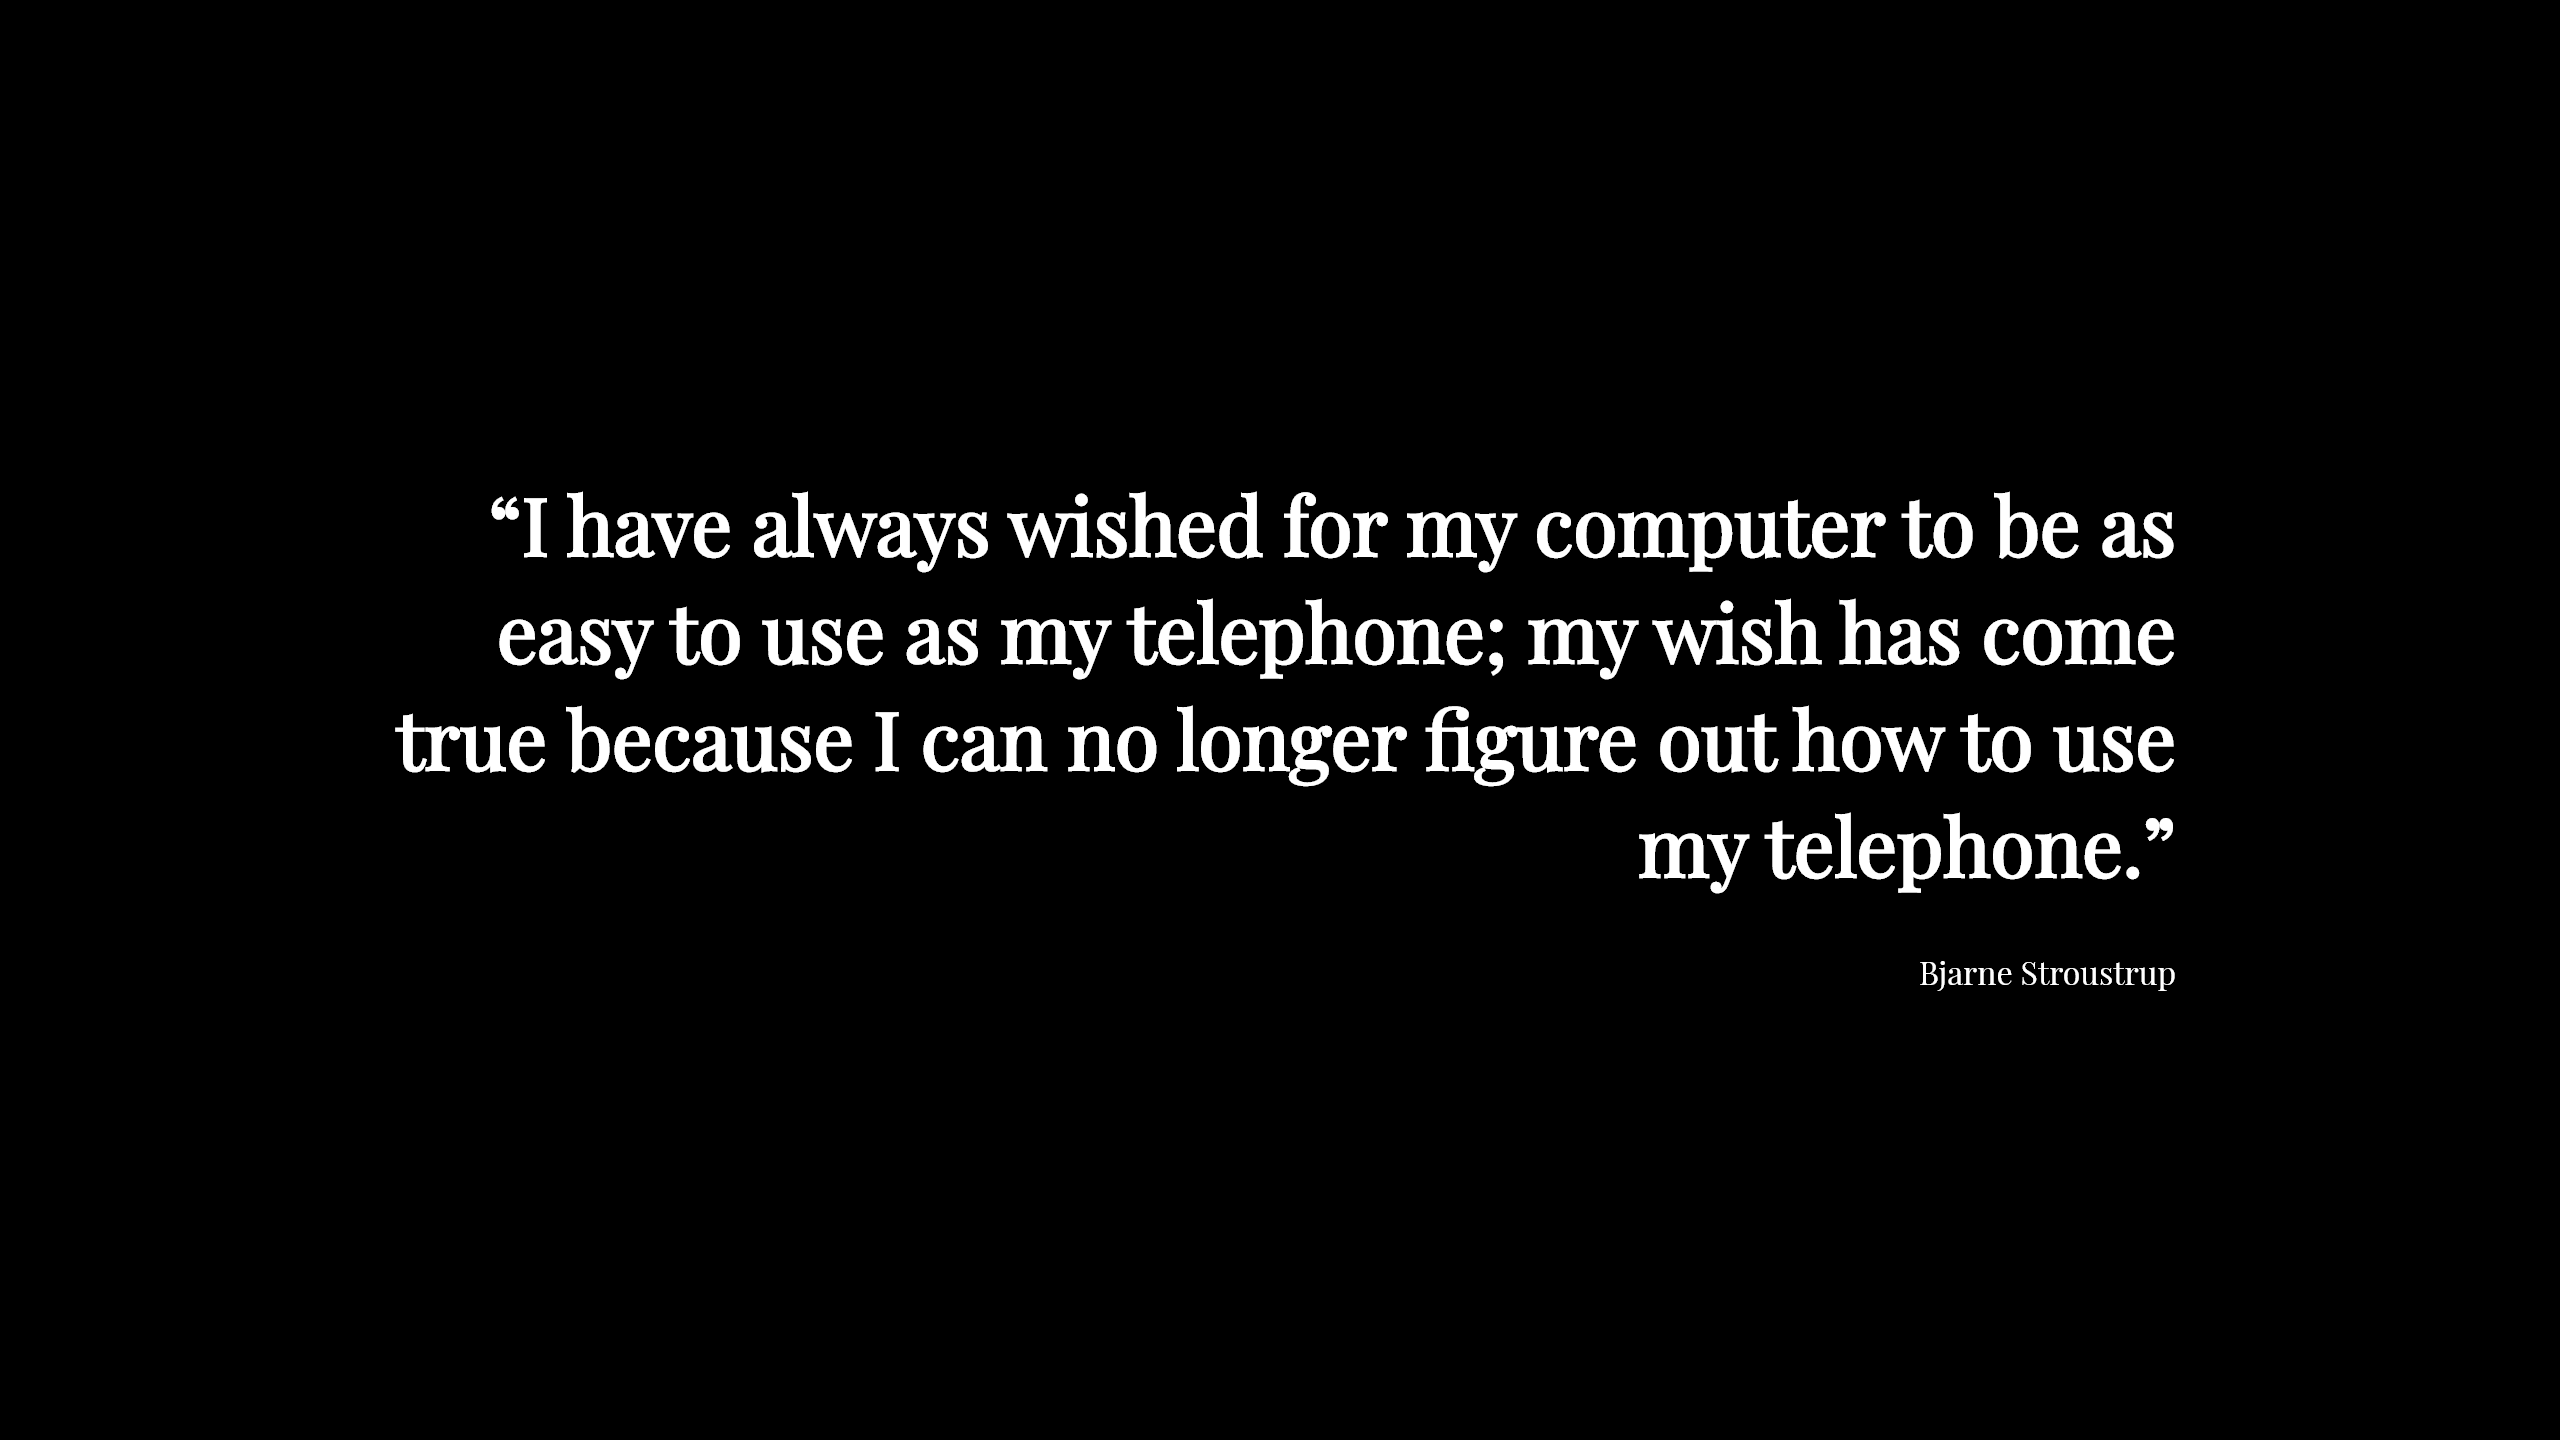 “I have always wished for my computer to be as
easy to use as my telephone; my wish has come
true because I can no longer figure out how to use
my telephone.”
Bjarne Stroustrup